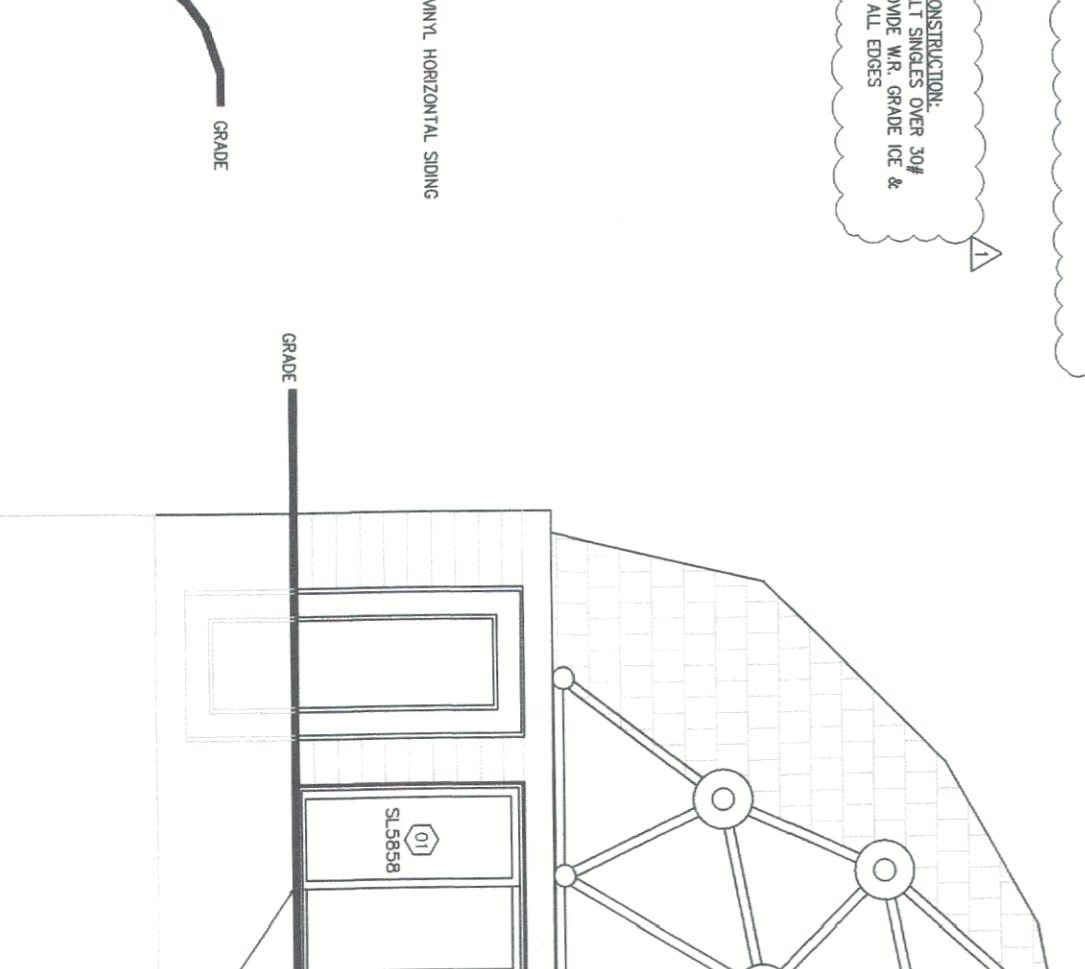 ONSTRUCTION:
LT SINGLES OVER 30#
OVIDE W.R. GRADE ICE &
ALL EDGES
1
VINYL HORIZONTAL SIDING
GRADE
GRADE
01
SL5858